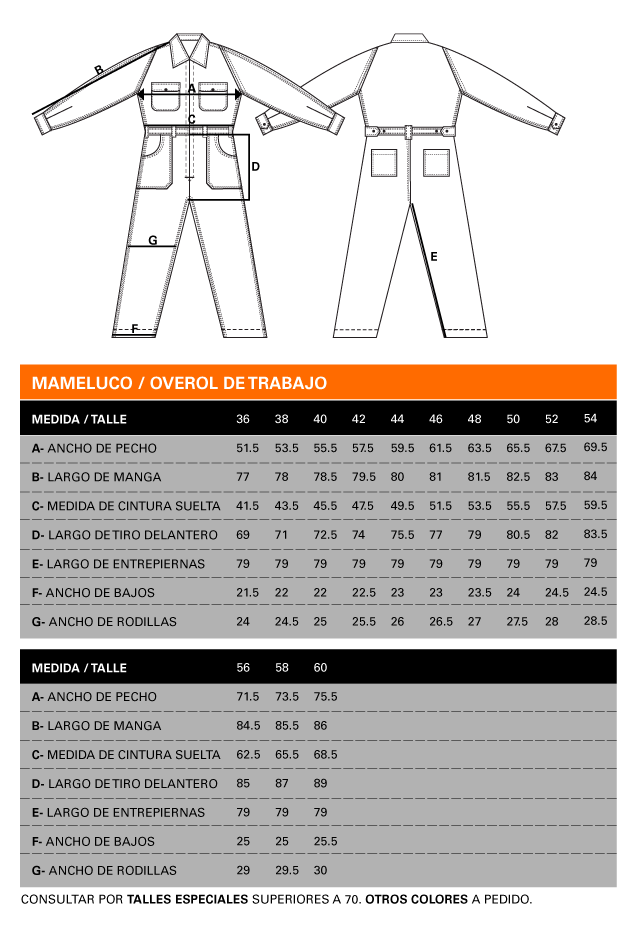 B
A
C
D
G
E
F
MAMELUCO / OVEROL DE TRABAJO
MEDIDA / TALLE 36 38 40 42 44 46 48 50 52 54
A- ANCHO DE PECHO 51.5 53.5 55.5 57.5 59.5 61.5 63.5 65.5 67.5 69.5
B- LARGO DE MANGA 77 78 78.5 79.5 80 81 81.5 82.5 83 84
C- MEDIDA DE CINTURA SUELTA 41.5 43.5 45.5 47.5 49.5 51.5 53.5 55.5 57.5 59.5
D- LARGO DE TIRO DELANTERO 69 71 72.5 74 75.5 77 79 80.5 82 83.5
E- LARGO DE ENTREPIERNAS 79 79 79 79 79 79 79 79 79 79
F- ANCHO DE BAJOS 21.5 22 22 22.5 23 23 23.5 24 24.5 24.5
G- ANCHO DE RODILLAS 24 24.5 25 25.5 26 26.5 27 27.5 28 28.5
MEDIDA / TALLE 56 58 60
A- ANCHO DE PECHO 71.5 73.5 75.5
B- LARGO DE MANGA 84.5 85.5 86
C- MEDIDA DE CINTURA SUELTA 62.5 65.5 68.5
D- LARGO DE TIRO DELANTERO 85 87 89
E- LARGO DE ENTREPIERNAS 79 79 79
F- ANCHO DE BAJOS 25 25 25.5
G- ANCHO DE RODILLAS 29 29.5 30
CONSULTAR POR TALLES ESPECIALES SUPERIORES A 70. OTROS COLORES A PEDIDO.